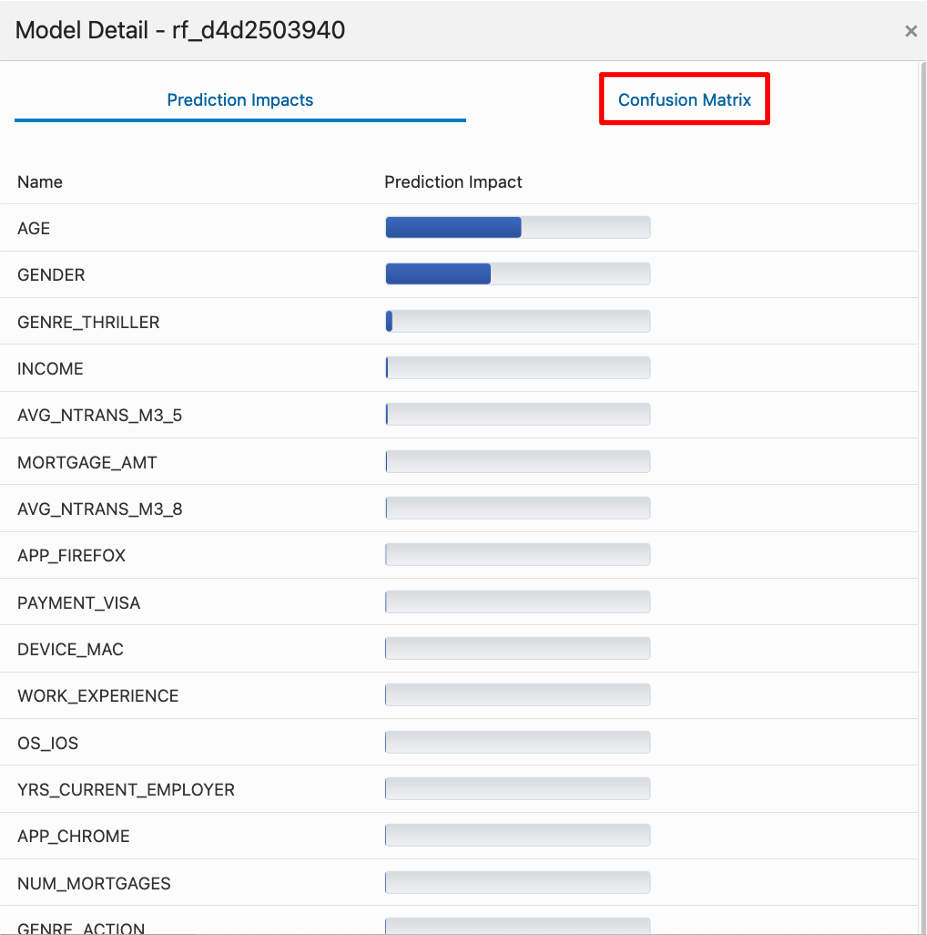 Model Detail - rf_d4d2503940
×
Prediction Impacts
Confusion Matrix
Name Prediction Impact
AGE
GENDER
GENRE_THRILLER
INCOME
AVG_NTRANS_M3_5
MORTGAGE_AMT
AVG_NTRANS_M3_8
APP_FIREFOX
PAYMENT_VISA
DEVICE_MAC
WORK_EXPERIENCE
OS_IOS
YRS_CURRENT_EMPLOYER
APP_CHROME
NUM_MORTGAGES
GENRE_ACTION